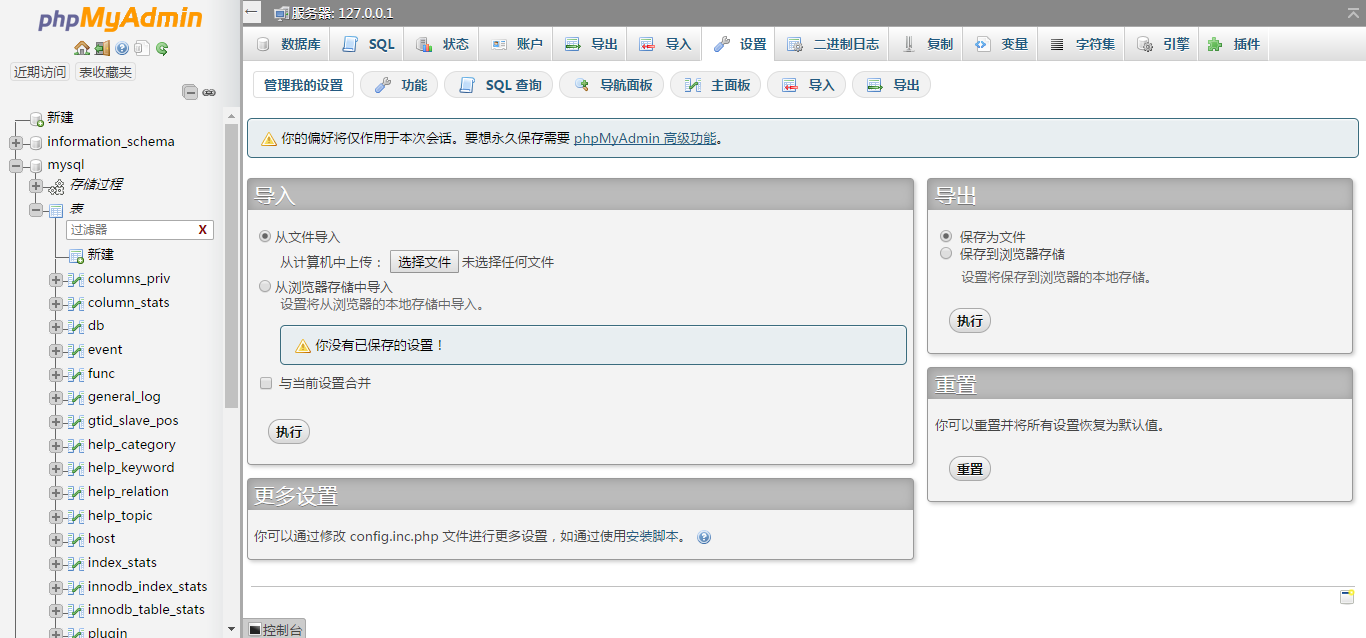 phpMyAdmin
近期访问 表收藏夹
新建
information_schema
mysql
存储过程
表
过滤器 X
新建
columns_priv
column_stats
db
event
func
general_log
gtid_slave_pos
help_category
help_keyword
help_relation
help_topic
host
index_stats
innodb_index_stats
innodb_table_stats
plugin
服务器: 127.0.0.1
数据库 SQL 状态 账户 导出 导入 设置 二进制日志 复制 变量 字符集 引擎 插件
管理我的设置 功能 SQL 查询 导航面板 主面板 导入 导出
你的偏好将仅作用于本次会话。要想永久保存需要 phpMyAdmin 高级功能。
导入
从文件导入
从计算机中上传： 选择文件 未选择任何文件
从浏览器存储中导入
设置将从浏览器的本地存储中导入。
你没有已保存的设置！
与当前设置合并
执行
更多设置
你可以通过修改 config.inc.php 文件进行更多设置，如通过使用安装脚本。
导出
保存为文件
保存到浏览器存储
设置将保存到浏览器的本地存储。
执行
重置
你可以重置并将所有设置恢复为默认值。
重置
控制台